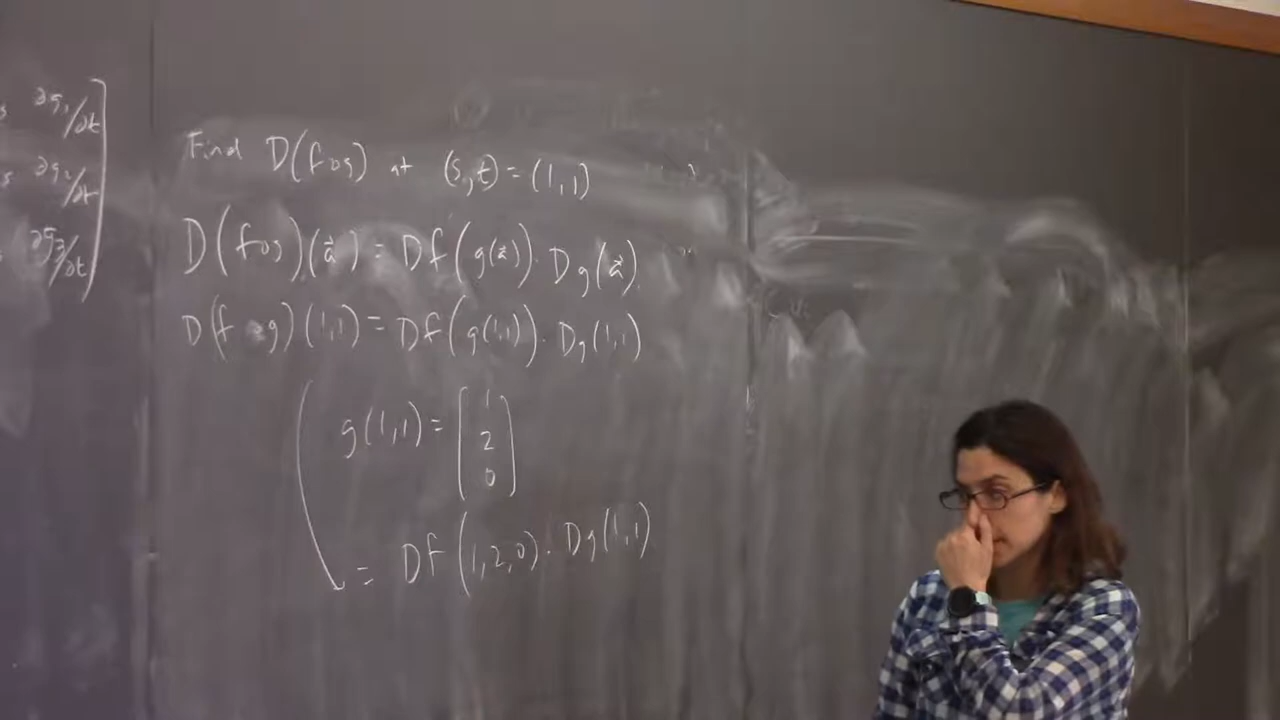 ∂g₁/∂t
∂g₂/∂t
∂g₃/∂t
Find D(f∘g) at (s,t) = (1,1)
D(f∘g)(a⃗) = Df(g(a⃗)) · Dg(a⃗)
D(f∘g)(1,1) = Df(g(1,1)) · Dg(1,1)
g(1,1) = [1
2
0]
= Df(1,2,0) · Dg(1,1)